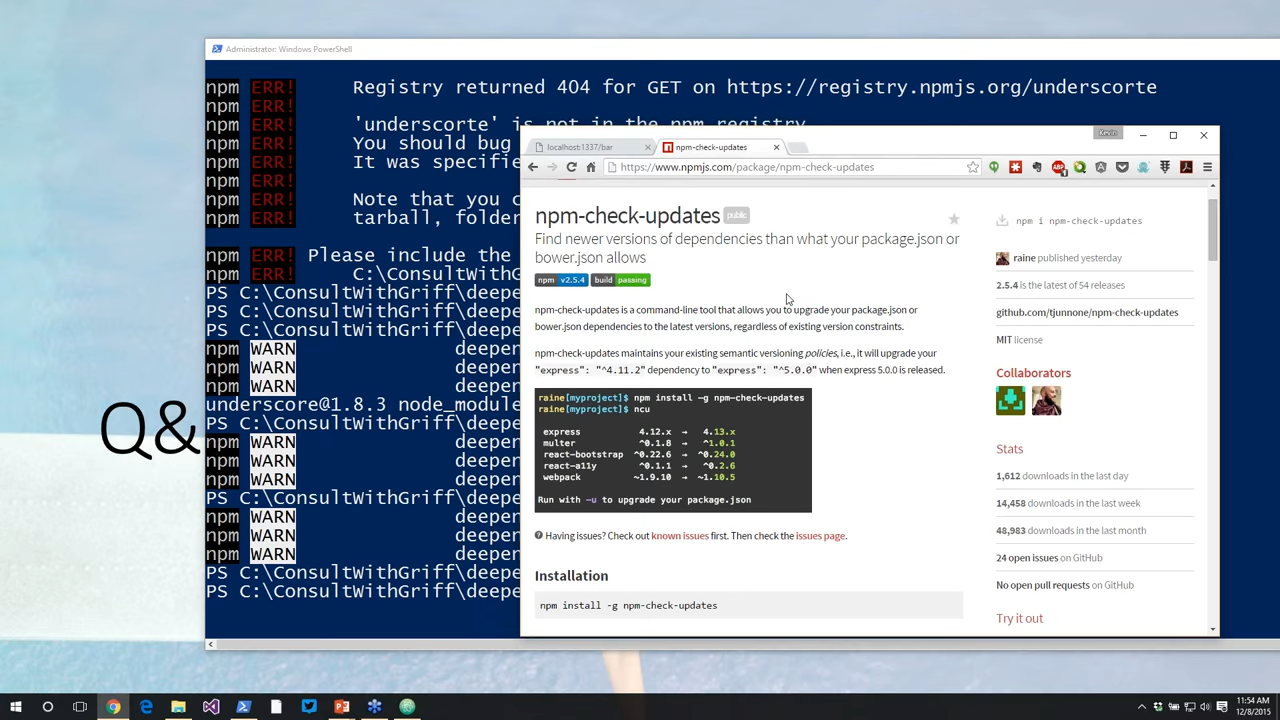 Administrator: Windows PowerShell
npm ERR! Registry returned 404 for GET on https://registry.npmjs.org/underscorte
npm ERR!
npm ERR! 'underscorte' is not in the npm registry.
npm ERR! You should bug
npm ERR! It was specifie
npm ERR!
npm ERR! Note that you c
npm ERR! tarball, folder
npm ERR! Please include the
npm ERR! C:\ConsultWithG
PS C:\ConsultWithGriff\deepe
PS C:\ConsultWithGriff\deepe
PS C:\ConsultWithGriff\deepe
npm WARN deeper
npm WARN deeper
npm WARN deeper
underscore@1.8.3 node_module
PS C:\ConsultWithGriff\deepe
npm WARN deeper
npm WARN deeper
npm WARN deeper
PS C:\ConsultWithGriff\deepe
npm WARN deeper
npm WARN deeper
npm WARN deeper
PS C:\ConsultWithGriff\deepe
PS C:\ConsultWithGriff\deepe
Q&
Kevin
localhost:1337/bar
npm-check-updates
https://www.npmjs.com/package/npm-check-updates
npm-check-updates public
Find newer versions of dependencies than what your package.json or
bower.json allows
npm v2.5.4 build passing
npm-check-updates is a command-line tool that allows you to upgrade your package.json or
bower.json dependencies to the latest versions, regardless of existing version constraints.
npm-check-updates maintains your existing semantic versioning policies, i.e., it will upgrade your
"express": "^4.11.2" dependency to "express": "^5.0.0" when express 5.0.0 is released.
raine[myproject]$ npm install -g npm-check-updates
raine[myproject]$ ncu
express 4.12.x → 4.13.x
multer ^0.1.8 → ^1.0.1
react-bootstrap ^0.22.6 → ^0.24.0
react-a11y ^0.1.1 → ^0.2.6
webpack ~1.9.10 → ~1.10.5
Run with -u to upgrade your package.json
Having issues? Check out known issues first. Then check the issues page.
Installation
npm install -g npm-check-updates
npm i npm-check-updates
raine published yesterday
2.5.4 is the latest of 54 releases
github.com/tjunnone/npm-check-updates
MIT license
Collaborators
Stats
1,612 downloads in the last day
14,458 downloads in the last week
48,983 downloads in the last month
24 open issues on GitHub
No open pull requests on GitHub
Try it out
11:54 AM
12/8/2015